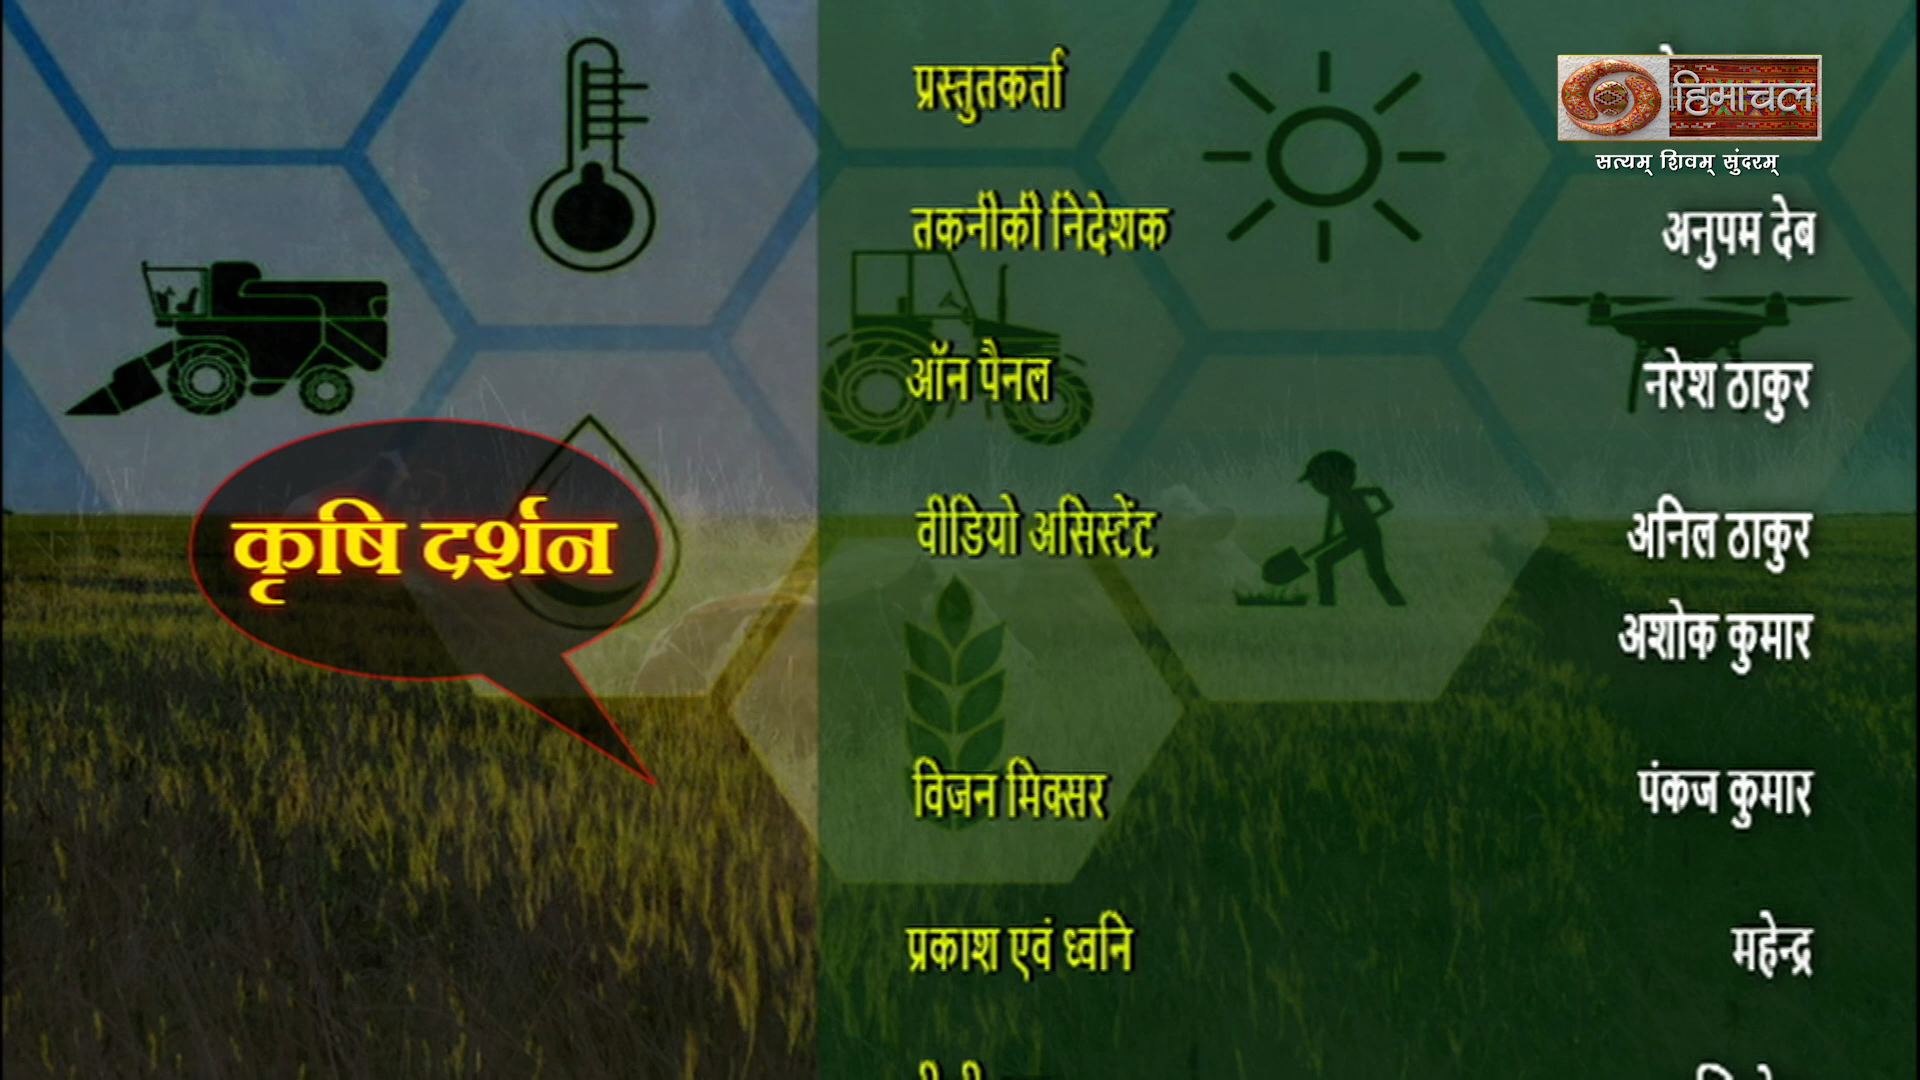 प्रस्तुतकर्ता
हिमाचल
सत्यम् शिवम् सुंदरम्
तकनीकी निदेशक अनुपम देब
ऑन पैनल नरेश ठाकुर
वीडियो असिस्टेंट अनिल ठाकुर
अशोक कुमार
कृषि दर्शन
विजन मिक्सर पंकज कुमार
प्रकाश एवं ध्वनि महेन्द्र